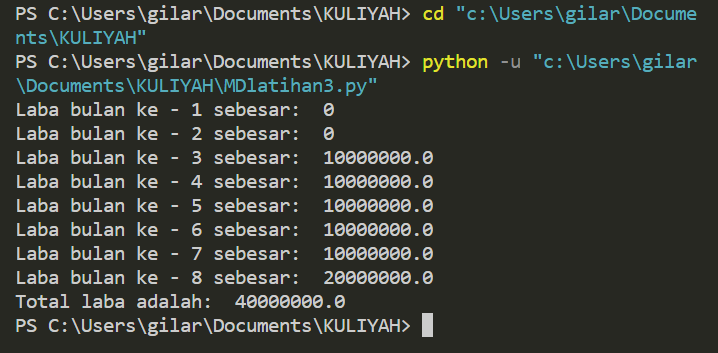 PS C:\Users\gilar\Documents\KULIYAH> cd "c:\Users\gilar\Docume
nts\KULIYAH"
PS C:\Users\gilar\Documents\KULIYAH> python -u "c:\Users\gilar
\Documents\KULIYAH\MDlatihan3.py"
Laba bulan ke - 1 sebesar:  0
Laba bulan ke - 2 sebesar:  0
Laba bulan ke - 3 sebesar:  10000000.0
Laba bulan ke - 4 sebesar:  10000000.0
Laba bulan ke - 5 sebesar:  10000000.0
Laba bulan ke - 6 sebesar:  10000000.0
Laba bulan ke - 7 sebesar:  10000000.0
Laba bulan ke - 8 sebesar:  20000000.0
Total laba adalah:  40000000.0
PS C:\Users\gilar\Documents\KULIYAH>